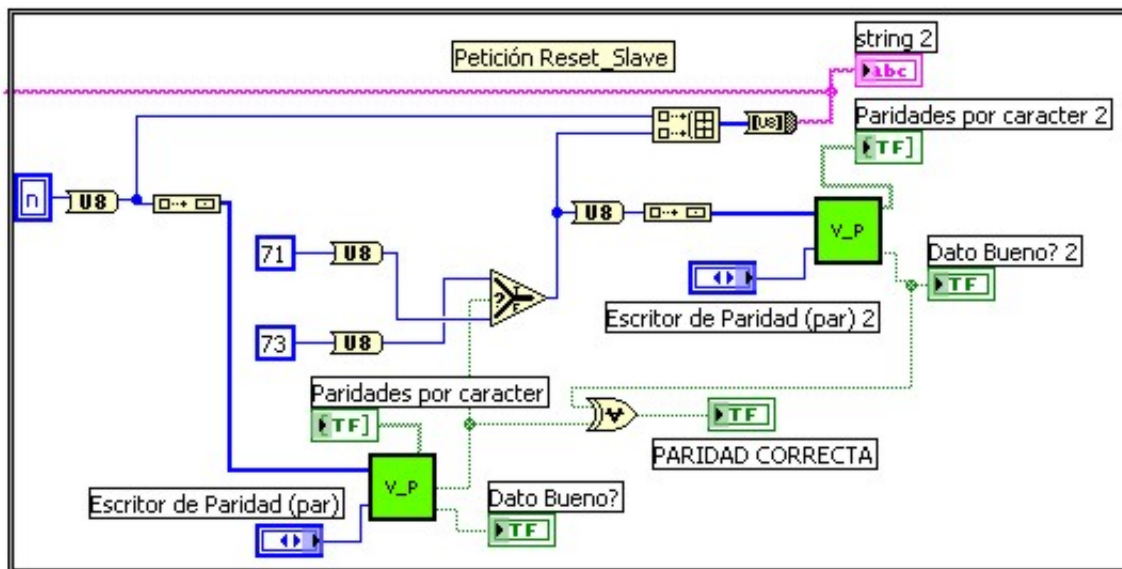 string 2
Petición Reset_Slave
abc
Paridades por caracter 2
[U8]
[TF]
n
U8
U8
V_P
71
U8
Dato Bueno? 2
?
T
F
TF
Escritor de Paridad (par) 2
73
U8
Paridades por caracter
[TF]
TF
PARIDAD CORRECTA
V_P
Dato Bueno?
Escritor de Paridad (par)
TF